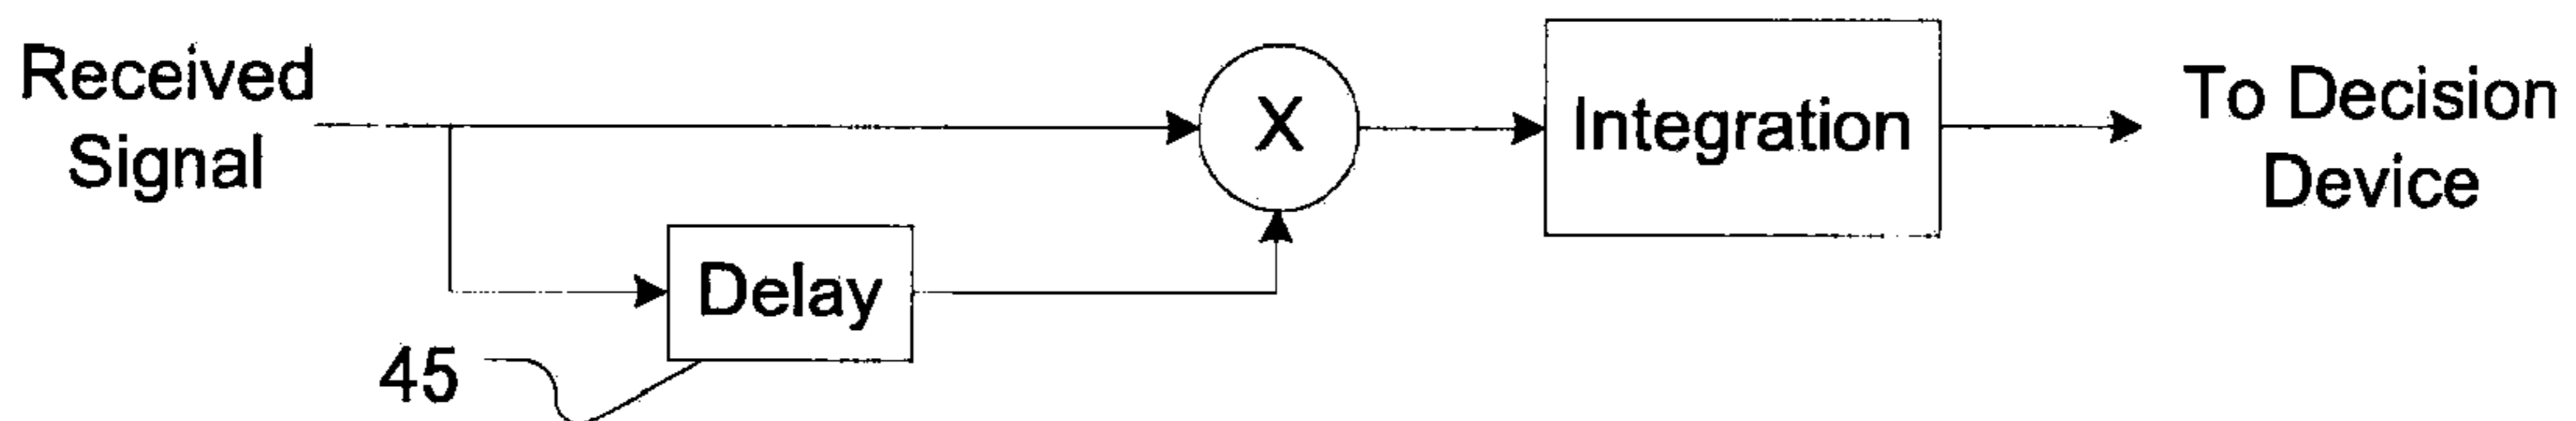 Received
Signal
X
Integration
To Decision
Device
Delay
45